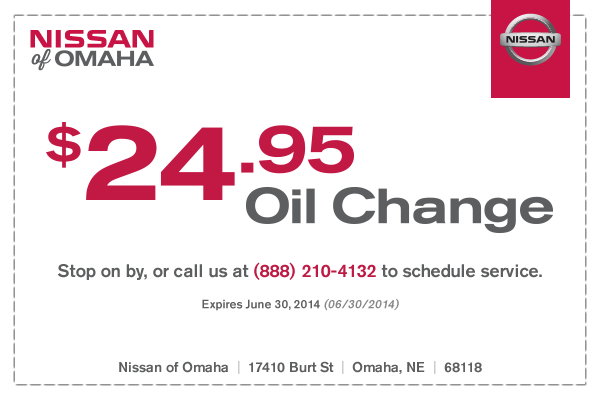 NISSAN
of OMAHA
NISSAN
$24.95
Oil Change
Stop on by, or call us at (888) 210-4132 to schedule service.
Expires June 30, 2014 (06/30/2014)
Nissan of Omaha | 17410 Burt St | Omaha, NE | 68118